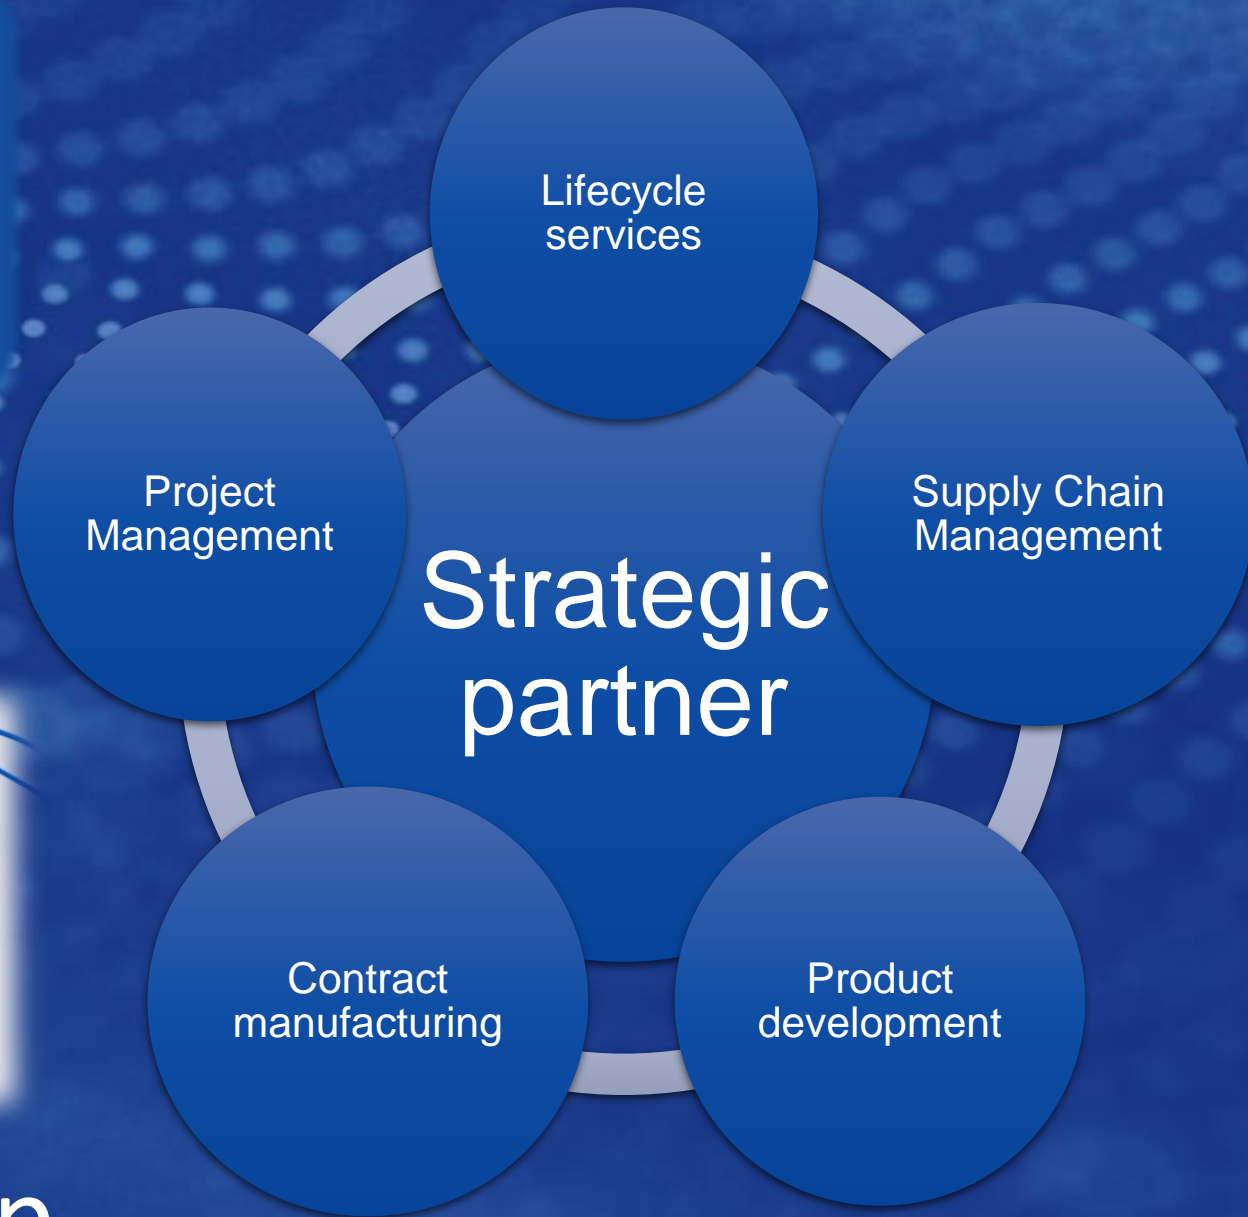 Lifecycle
services
Project
Management
Supply Chain
Management
Strategic
partner
Contract
manufacturing
Product
development